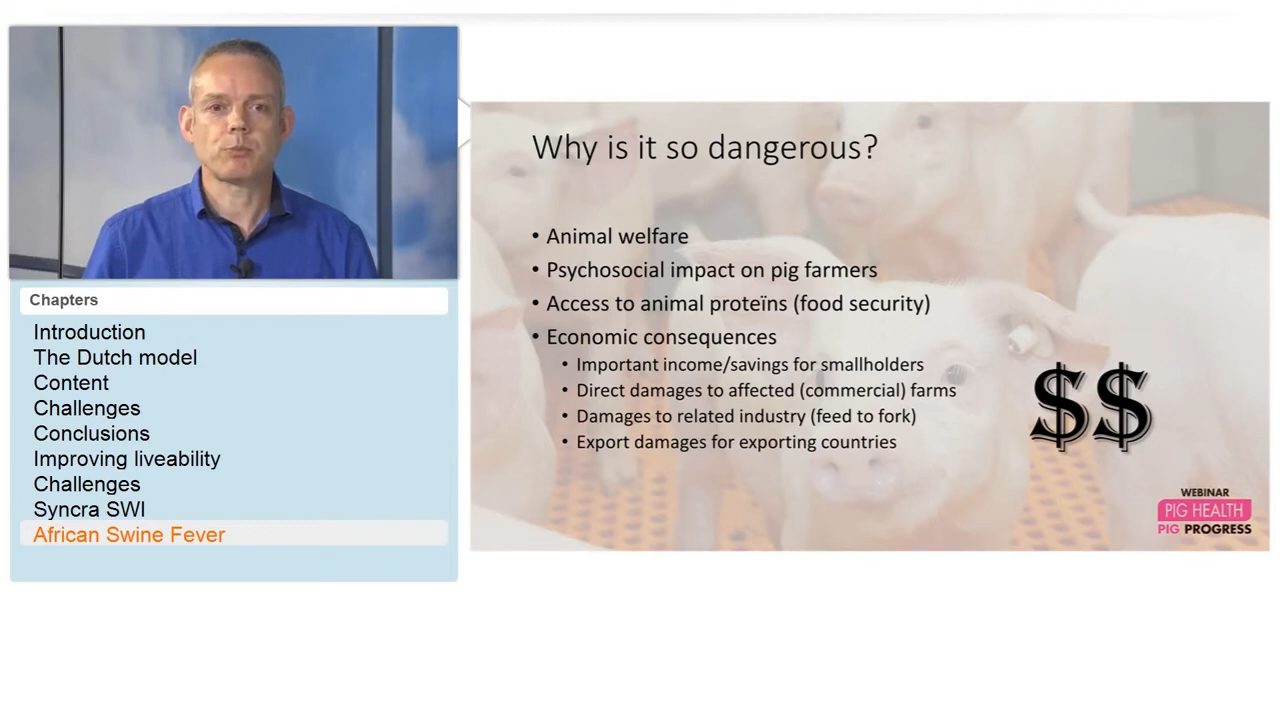 Chapters
Introduction
The Dutch model
Content
Challenges
Conclusions
Improving liveability
Challenges
Syncra SWI
African Swine Fever
Why is it so dangerous?
• Animal welfare
• Psychosocial impact on pig farmers
• Access to animal proteïns (food security)
• Economic consequences
• Important income/savings for smallholders
• Direct damages to affected (commercial) farms
• Damages to related industry (feed to fork)
• Export damages for exporting countries
$$
WEBINAR
PIG HEALTH
PIG PROGRESS